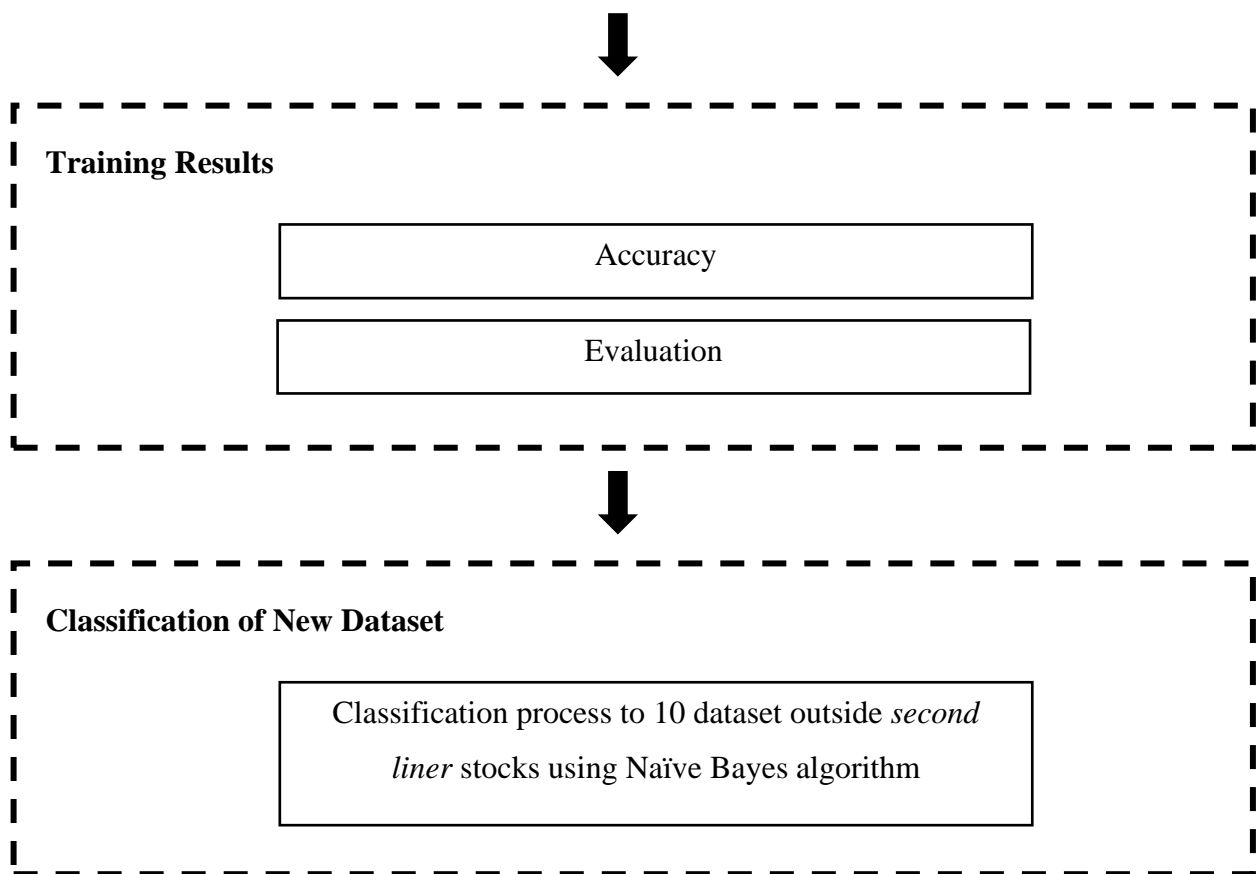 Training Results
Accuracy
Evaluation
Classification of New Dataset
Classification process to 10 dataset outside second
liner stocks using Naïve Bayes algorithm